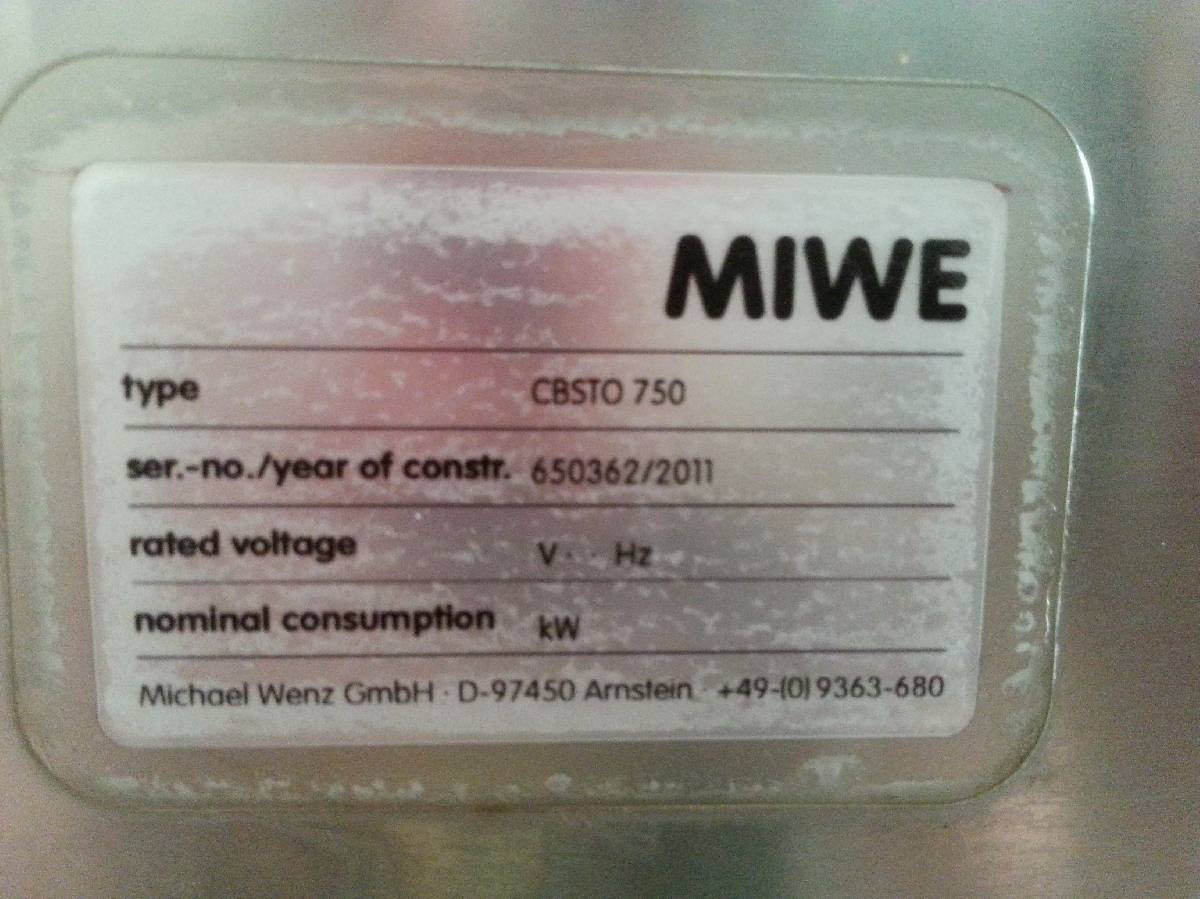 MIWE
type CBSTO 750
ser.-no./year of constr. 650362/2011
rated voltage V · · Hz
nominal consumption kW
Michael Wenz GmbH · D-97450 Arnstein · +49-(0)9363-680